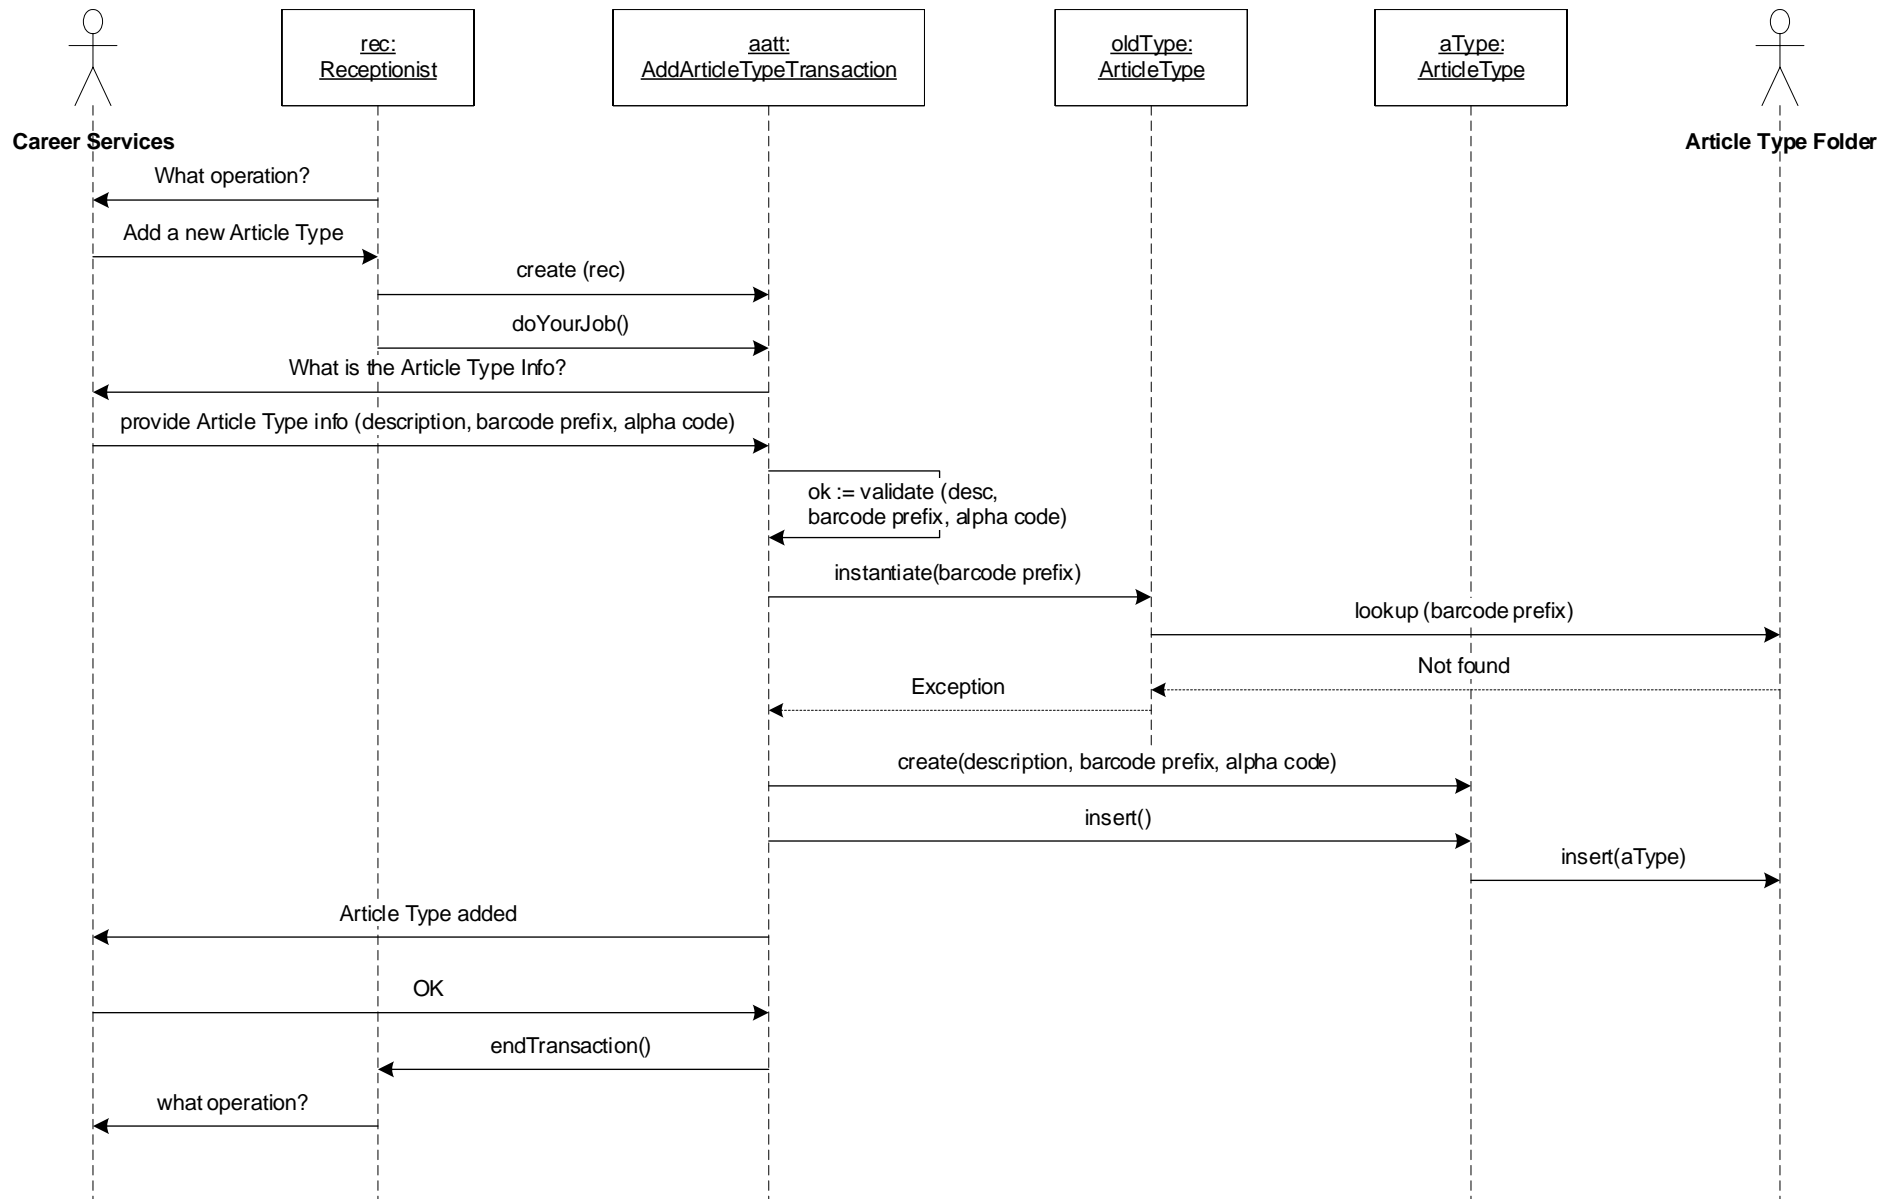 rec:
Receptionist
aatt:
AddArticleTypeTransaction
oldType:
ArticleType
aType:
ArticleType
Career Services
Article Type Folder
What operation?
Add a new Article Type
create (rec)
doYourJob()
What is the Article Type Info?
provide Article Type info (description, barcode prefix, alpha code)
ok := validate (desc,
barcode prefix, alpha code)
instantiate(barcode prefix)
lookup (barcode prefix)
Not found
Exception
create(description, barcode prefix, alpha code)
insert()
insert(aType)
Article Type added
OK
endTransaction()
what operation?